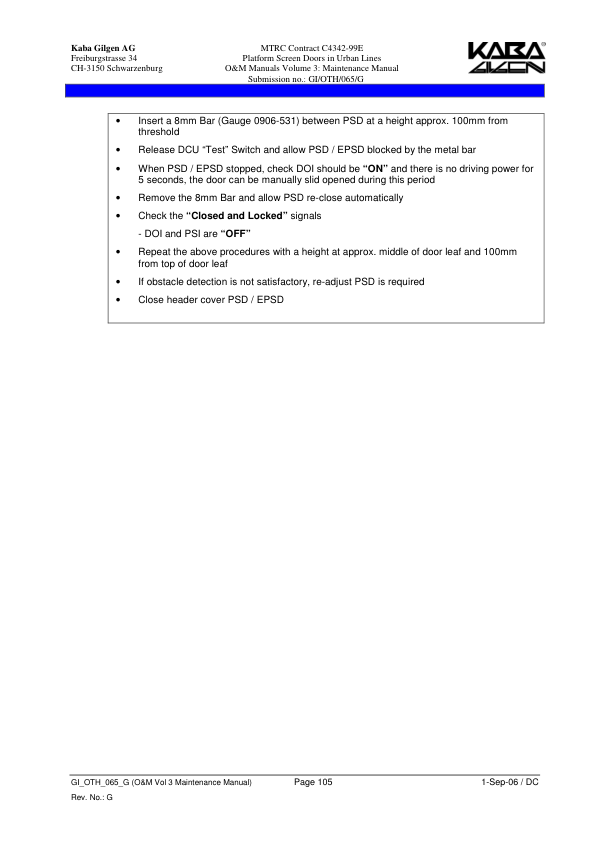 Kaba Gilgen AG
Freiburgstrasse 34
CH-3150 Schwarzenburg
MTRC Contract C4342-99E
Platform Screen Doors in Urban Lines
O&M Manuals Volume 3: Maintenance Manual
Submission no.: GI/OTH/065/G
KABA®
GILGEN
• Insert a 8mm Bar (Gauge 0906-531) between PSD at a height approx. 100mm from
threshold
• Release DCU “Test” Switch and allow PSD / EPSD blocked by the metal bar
• When PSD / EPSD stopped, check DOI should be “ON” and there is no driving power for
5 seconds, the door can be manually slid opened during this period
• Remove the 8mm Bar and allow PSD re-close automatically
• Check the “Closed and Locked” signals
- DOI and PSI are “OFF”
• Repeat the above procedures with a height at approx. middle of door leaf and 100mm
from top of door leaf
• If obstacle detection is not satisfactory, re-adjust PSD is required
• Close header cover PSD / EPSD
GI_OTH_065_G (O&M Vol 3 Maintenance Manual) Page 105 1-Sep-06 / DC
Rev. No.: G